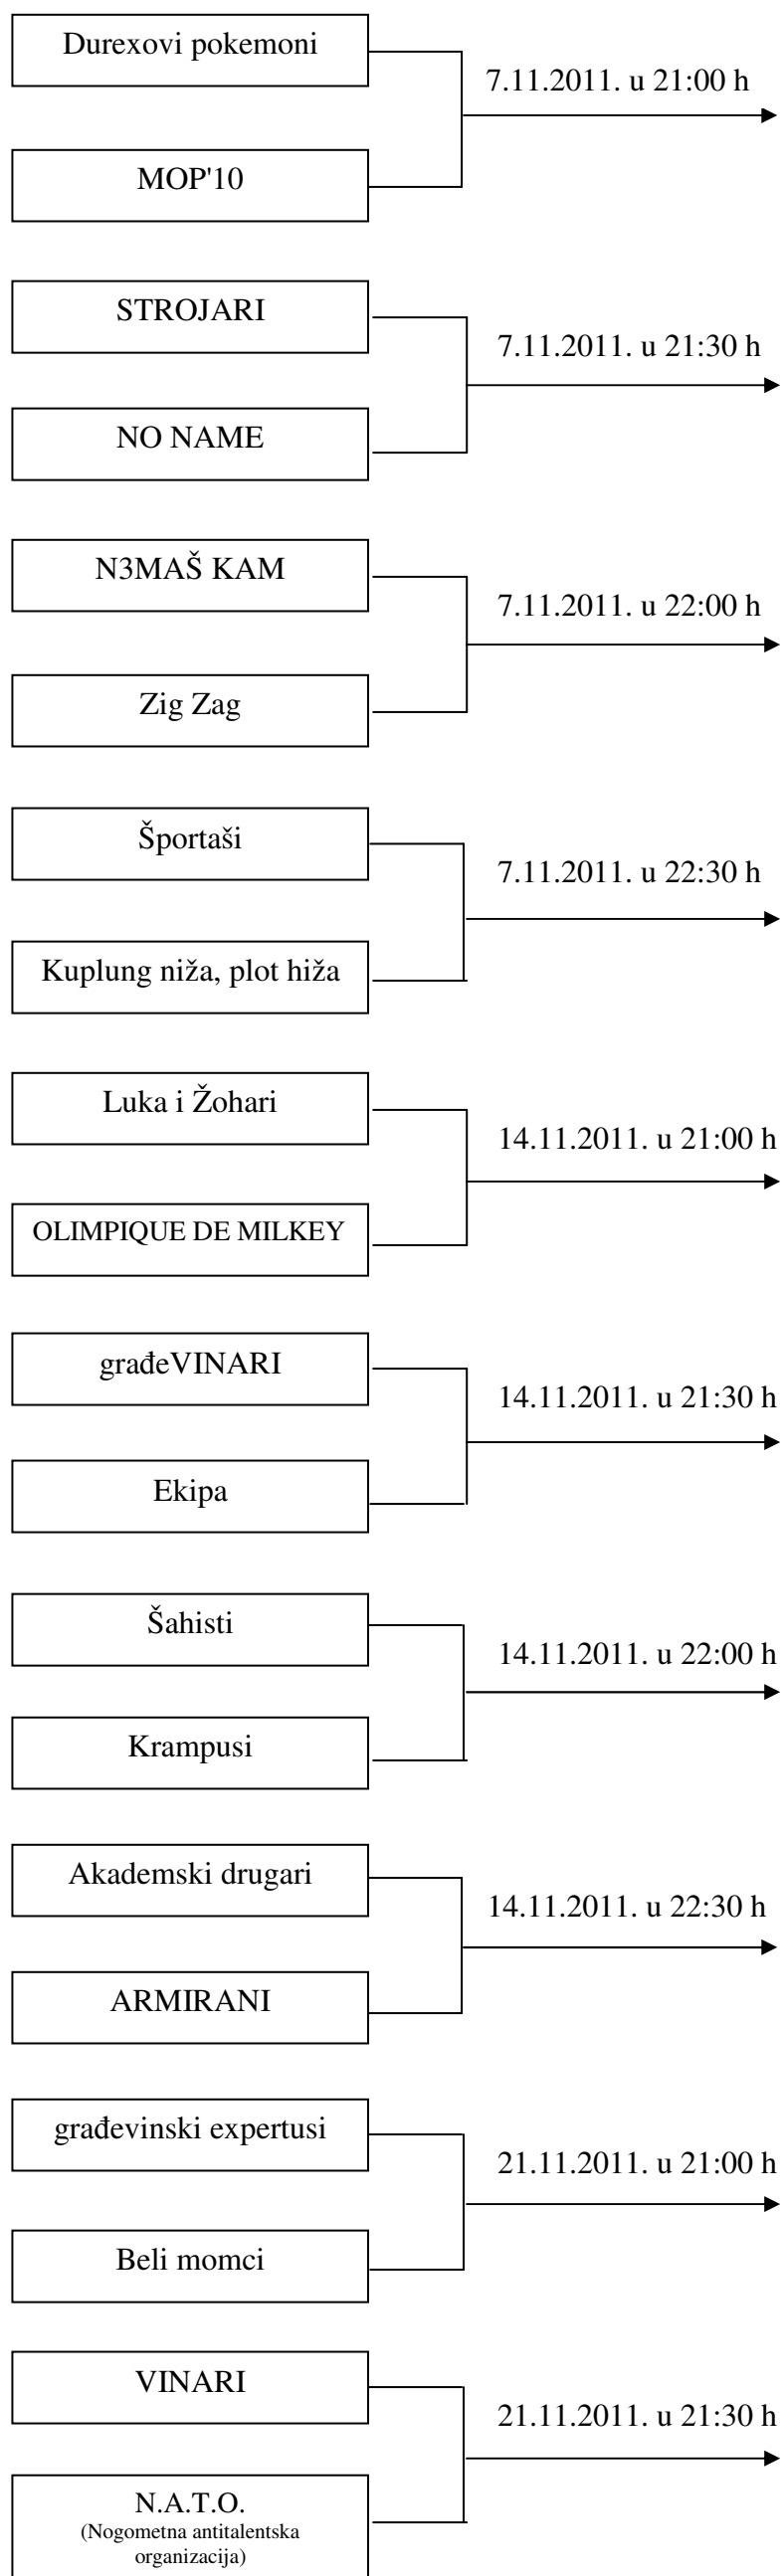 Durexovi pokemoni
7.11.2011. u 21:00 h
MOP'10
STROJARI
7.11.2011. u 21:30 h
NO NAME
N3MAŠ KAM
7.11.2011. u 22:00 h
Zig Zag
Športaši
7.11.2011. u 22:30 h
Kuplung niža, plot hiža
Luka i Žohari
14.11.2011. u 21:00 h
OLIMPIQUE DE MILKEY
građeVINARI
14.11.2011. u 21:30 h
Ekipa
Šahisti
14.11.2011. u 22:00 h
Krampusi
Akademski drugari
14.11.2011. u 22:30 h
ARMIRANI
građevinski expertusi
21.11.2011. u 21:00 h
Beli momci
VINARI
21.11.2011. u 21:30 h
N.A.T.O.
(Nogometna antitalentska
organizacija)